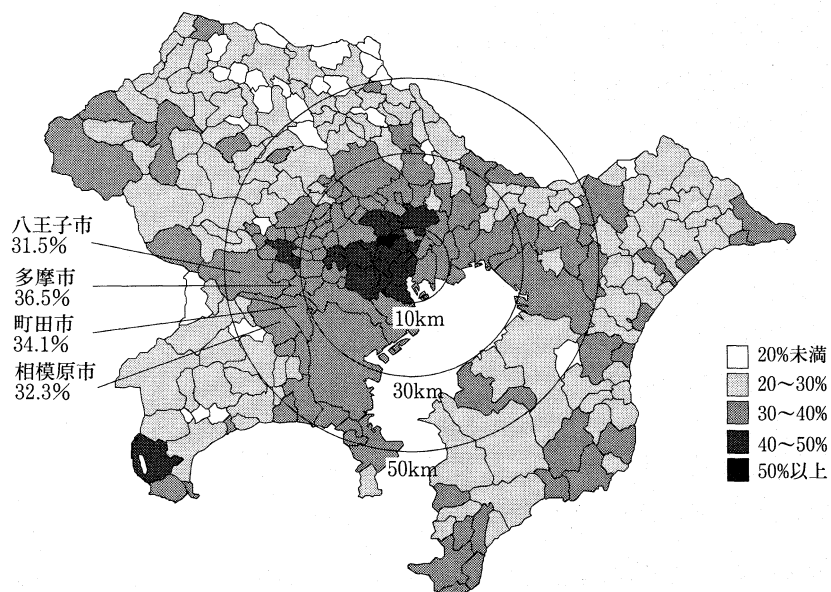 八王子市
31.5%
多摩市
36.5%
町田市
34.1%
相模原市
32.3%
10km
30km
50km
20%未満
20～30%
30～40%
40～50%
50%以上